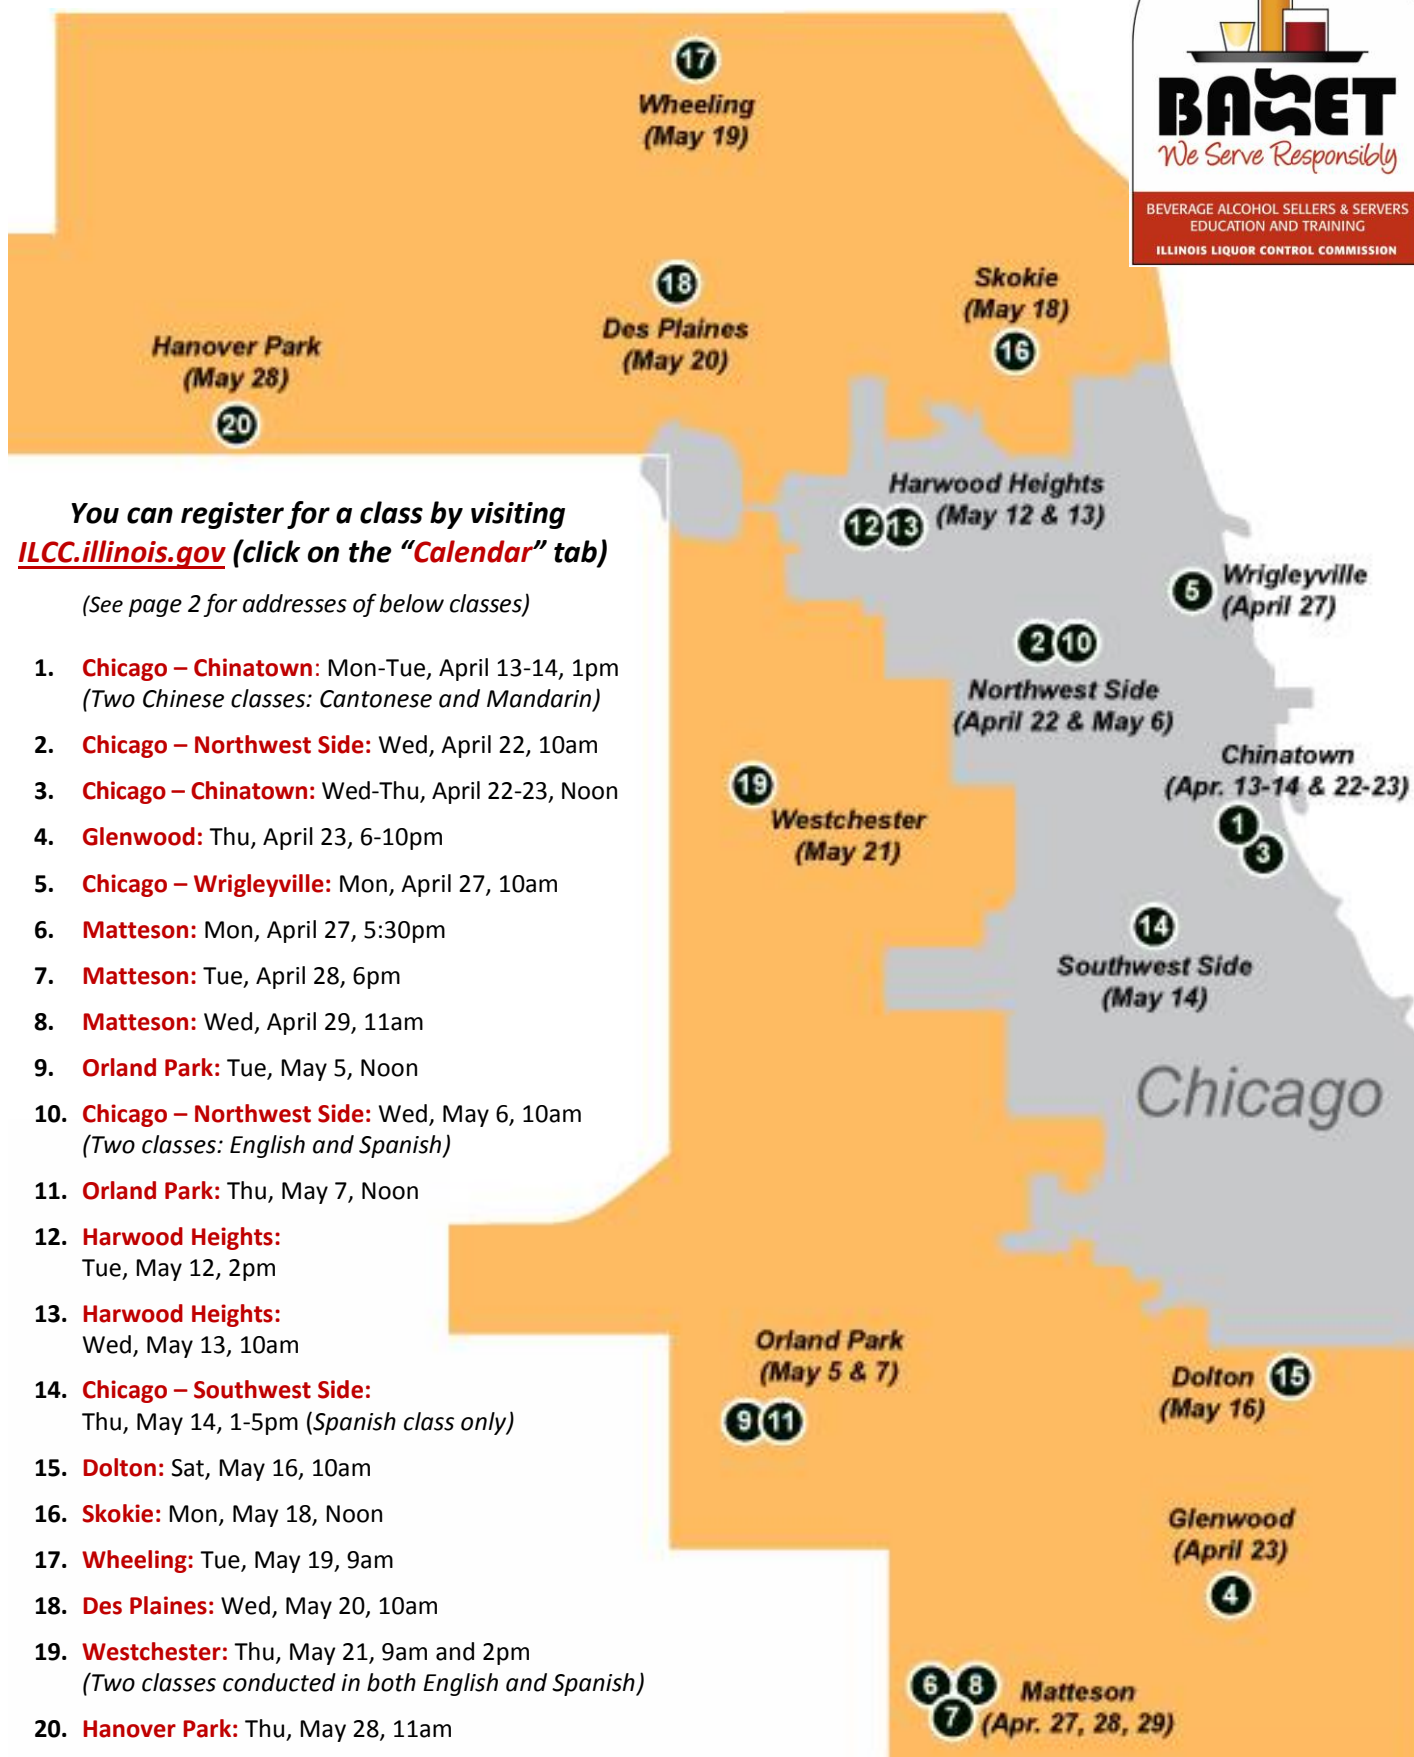 BASSET
We Serve Responsibly
BEVERAGE ALCOHOL SELLERS & SERVERS
EDUCATION AND TRAINING
ILLINOIS LIQUOR CONTROL COMMISSION
17
Wheeling
(May 19)
18
Des Plaines
(May 20)
Skokie
(May 18)
16
Hanover Park
(May 28)
20
Harwood Heights
(May 12 & 13)
12 13
5
Wrigleyville
(April 27)
2 10
Northwest Side
(April 22 & May 6)
Chinatown
(Apr. 13-14 & 22-23)
1
3
19
Westchester
(May 21)
14
Southwest Side
(May 14)
Chicago
Orland Park
(May 5 & 7)
9 11
Dolton 15
(May 16)
Glenwood
(April 23)
4
6 8
7
Matteson
(Apr. 27, 28, 29)
You can register for a class by visiting
ILCC.illinois.gov (click on the “Calendar” tab)
(See page 2 for addresses of below classes)
1. Chicago – Chinatown: Mon-Tue, April 13-14, 1pm
(Two Chinese classes: Cantonese and Mandarin)
2. Chicago – Northwest Side: Wed, April 22, 10am
3. Chicago – Chinatown: Wed-Thu, April 22-23, Noon
4. Glenwood: Thu, April 23, 6-10pm
5. Chicago – Wrigleyville: Mon, April 27, 10am
6. Matteson: Mon, April 27, 5:30pm
7. Matteson: Tue, April 28, 6pm
8. Matteson: Wed, April 29, 11am
9. Orland Park: Tue, May 5, Noon
10. Chicago – Northwest Side: Wed, May 6, 10am
(Two classes: English and Spanish)
11. Orland Park: Thu, May 7, Noon
12. Harwood Heights:
Tue, May 12, 2pm
13. Harwood Heights:
Wed, May 13, 10am
14. Chicago – Southwest Side:
Thu, May 14, 1-5pm (Spanish class only)
15. Dolton: Sat, May 16, 10am
16. Skokie: Mon, May 18, Noon
17. Wheeling: Tue, May 19, 9am
18. Des Plaines: Wed, May 20, 10am
19. Westchester: Thu, May 21, 9am and 2pm
(Two classes conducted in both English and Spanish)
20. Hanover Park: Thu, May 28, 11am